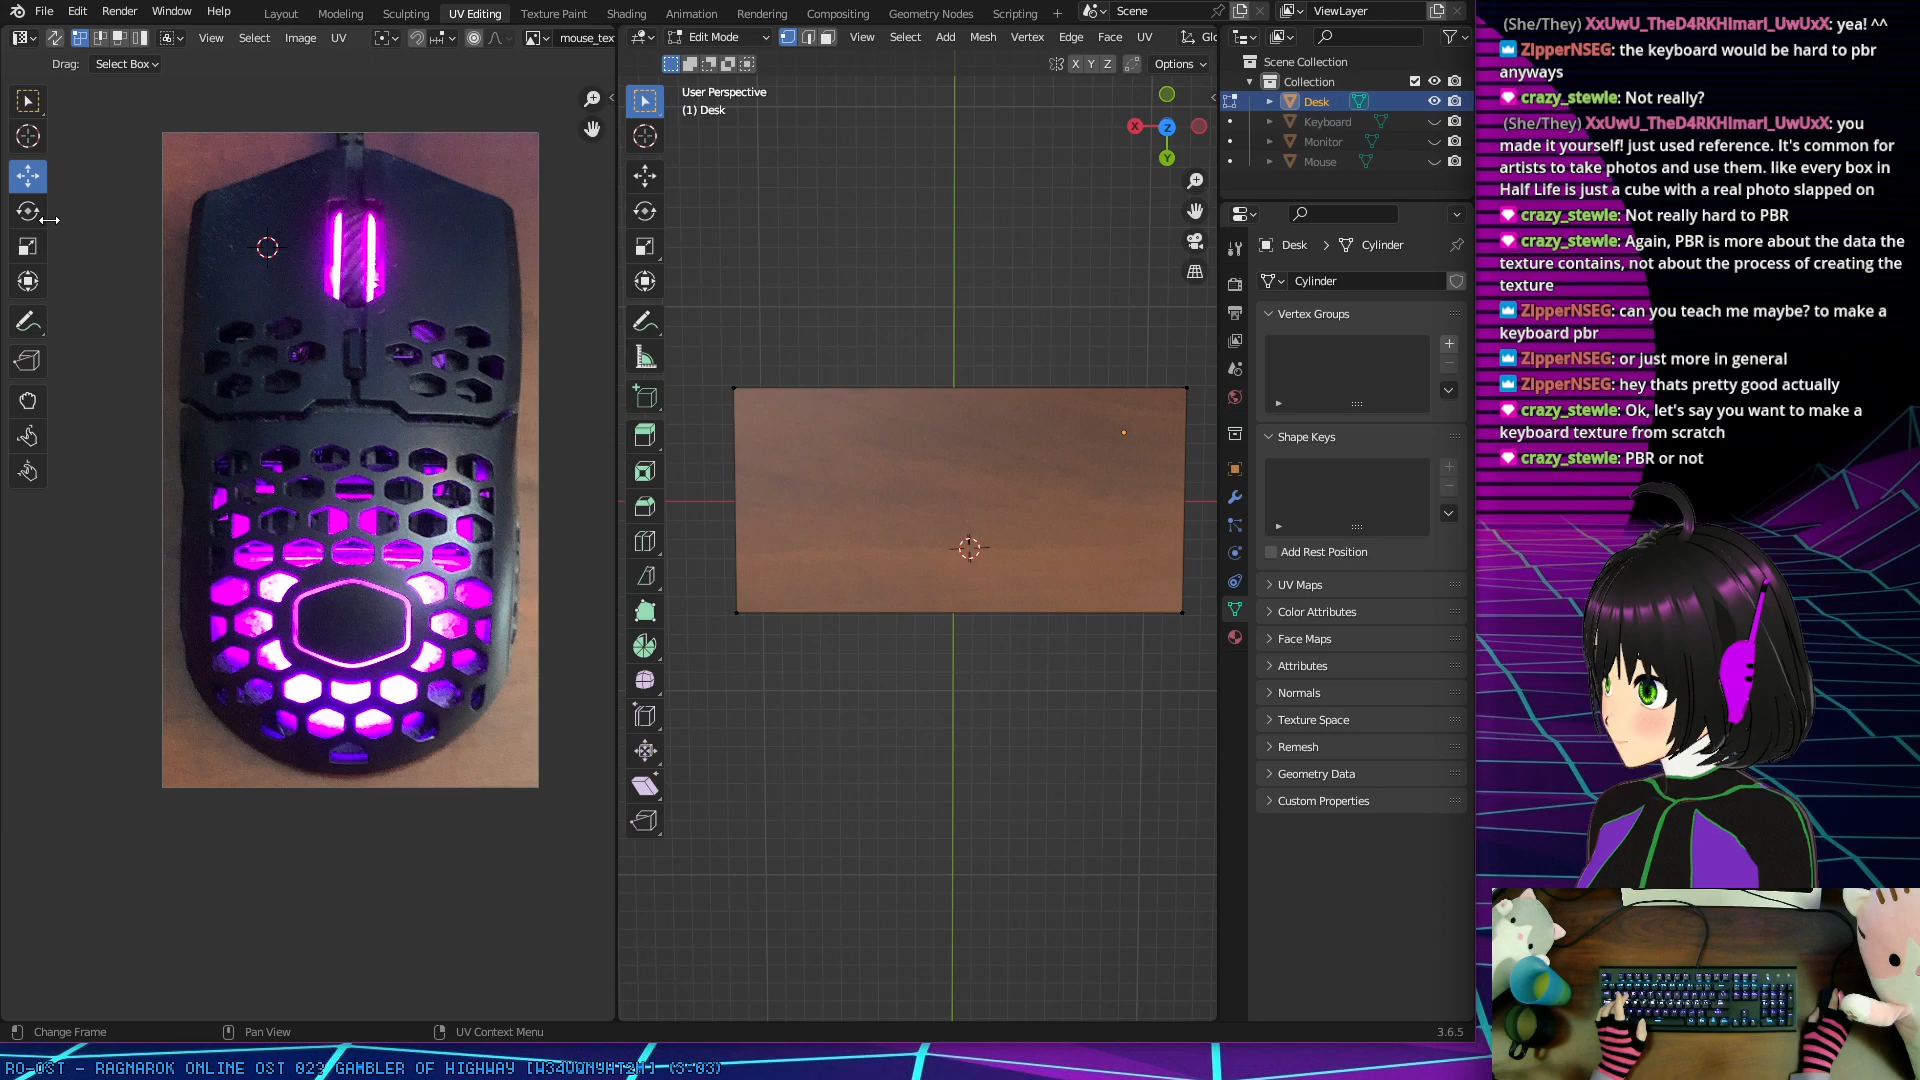 File Edit Render Window Help
Layout Modeling Sculpting UV Editing Texture Paint Shading Animation Rendering Compositing Geometry Nodes Scripting +
Scene
ViewLayer
View Select Image UV
mouse_tex
Edit Mode
View Select Add Mesh Vertex Edge Face UV
Glo
Drag: Select Box
X Y Z
Options
User Perspective
(1) Desk
X
Z
Y
Scene Collection
Collection
Desk
Keyboard
Monitor
Mouse
Desk > Cylinder
Cylinder
Vertex Groups
Shape Keys
Add Rest Position
UV Maps
Color Attributes
Face Maps
Attributes
Normals
Texture Space
Remesh
Geometry Data
Custom Properties
Change Frame
Pan View
UV Context Menu
3.6.5
(She/They) XxUwU_TheD4RKHImarI_UwUxX: yea! ^^
ZIpperNSEG: the keyboard would be hard to pbr
anyways
crazy_stewie: Not really?
(She/They) XxUwU_TheD4RKHImarI_UwUxX: you
made it yourself! just used reference. It's common for
artists to take photos and use them. like every box in
Half Life is just a cube with a real photo slapped on
crazy_stewie: Not really hard to PBR
crazy_stewie: Again, PBR is more about the data the
texture contains, not about the process of creating the
texture
ZIpperNSEG: can you teach me maybe? to make a
keyboard pbr
ZIpperNSEG: or just more in general
ZIpperNSEG: hey thats pretty good actually
crazy_stewie: Ok, let's say you want to make a
keyboard texture from scratch
crazy_stewie: PBR or not